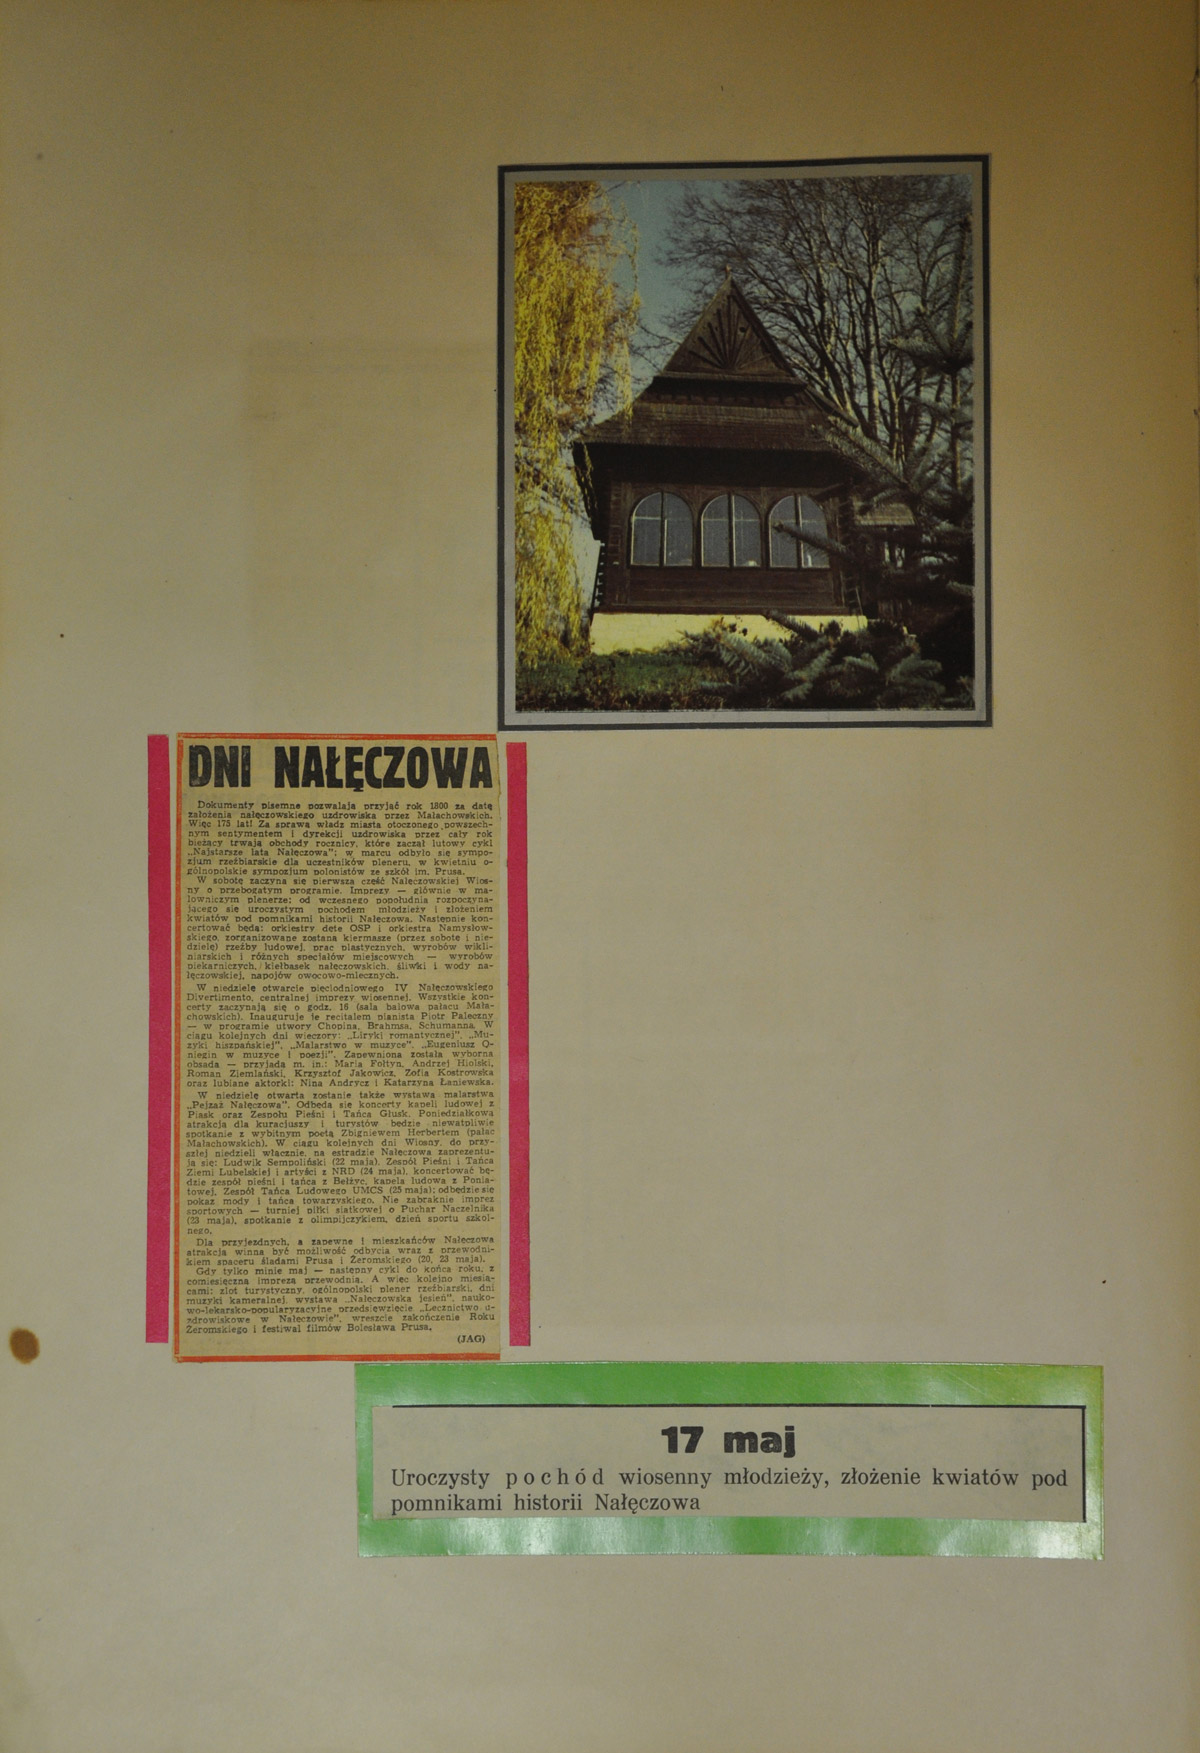 DNI NAŁĘCZOWA
Dokumenty pisemne pozwalają przyjąć rok 1800 za datę
założenia nałęczowskiego uzdrowiska przez Małachowskich.
Więc 175 lat! Za sprawą władz miasta otoczonego powszech-
nym sentymentem i dyrekcji uzdrowiska przez cały rok
bieżący trwają obchody rocznicy, które zaczął lutowy cykl
„Najstarsze lata Nałęczowa"; w marcu odbyło się sympo-
zjum rzeźbiarskie dla uczestników pleneru, w kwietniu o-
gólnopolskie sympozjum polonistów ze szkół im. Prusa.
W sobotę zaczyna się pierwsza część Nałęczowskiej Wios-
ny o przebogatym programie. Imprezy — głównie w ma-
lowniczym plenerze; od wczesnego popołudnia rozpoczyna-
jącego się uroczystym pochodem młodzieży i złożeniem
kwiatów pod pomnikami historii Nałęczowa. Następnie kon-
certować będą: orkiestry dęte OSP i orkiestra Namysłow-
skiego, zorganizowane zostaną kiermasze (przez sobotę i nie-
dzielę) rzeźby ludowej, prac plastycznych, wyrobów wikli-
niarskich i różnych specjałów miejscowych — wyrobów
piekarniczych, kiełbasek nałęczowskich, śliwki i wody na-
łęczowskiej, napojów owocowo-mlecznych.
W niedzielę otwarcie pięciodniowego IV Nałęczowskiego
Divertimento, centralnej imprezy wiosennej. Wszystkie kon-
certy zaczynają się o godz. 16 (sala balowa pałacu Mała-
chowskich). Inauguruje je recitalem pianista Piotr Paleczny
— w programie utwory Chopina, Brahmsa, Schumanna. W
ciągu kolejnych dni wieczory: „Liryki romantycznej", „Mu-
zyki hiszpańskiej", „Malarstwo w muzyce", „Eugeniusz O-
niegin w muzyce i poezji". Zapewniona została wyborna
obsada — przyjadą m. in.: Maria Fołtyn, Andrzej Hiolski,
Roman Ziemlański, Krzysztof Jakowicz, Zofia Kostrowska
oraz lubiane aktorki: Nina Andrycz i Katarzyna Łaniewska.
W niedzielę otwarta zostanie także wystawa malarstwa
„Pejzaż Nałęczowa". Odbędą się koncerty kapeli ludowej z
Piask oraz Zespołu Pieśni i Tańca Głusk. Poniedziałkową
atrakcją dla kuracjuszy i turystów będzie niewątpliwie
spotkanie z wybitnym poetą Zbigniewem Herbertem (pałac
Małachowskich). W ciągu kolejnych dni Wiosny, do przy-
szłej niedzieli włącznie, na estradzie Nałęczowa zaprezentu-
ją się: Ludwik Sempoliński (22 maja), Zespół Pieśni i Tańca
Ziemi Lubelskiej i artyści z NRD (24 maja), koncertować bę-
dzie zespół pieśni i tańca z Bełżyc, kapela ludowa z Ponia-
towej, Zespół Tańca Ludowego UMCS (25 maja); odbędzie się
pokaz mody i tańca towarzyskiego. Nie zabraknie imprez
sportowych — turniej piłki siatkowej o Puchar Naczelnika
(23 maja), spotkanie z olimpijczykiem, dzień sportu szkol-
nego.
Dla przyjezdnych, a zapewne i mieszkańców Nałęczowa
atrakcją winna być możliwość odbycia wraz z przewodni-
kiem spaceru śladami Prusa i Żeromskiego (20, 23 maja).
Gdy tylko minie maj — następny cykl do końca roku, z
comiesięczną imprezą przewodnią. A więc kolejno miesią-
cami: zlot turystyczny, ogólnopolski plener rzeźbiarski, dni
muzyki kameralnej, wystawa „Nałęczowska jesień", nauko-
wo-lekarsko-popularyzacyjne przedsięwzięcie „Lecznictwo u-
zdrowiskowe w Nałęczowie", wreszcie zakończenie Roku
Żeromskiego i festiwal filmów Bolesława Prusa.
(JAG)
17 maj
Uroczysty pochód wiosenny młodzieży, złożenie kwiatów pod
pomnikami historii Nałęczowa